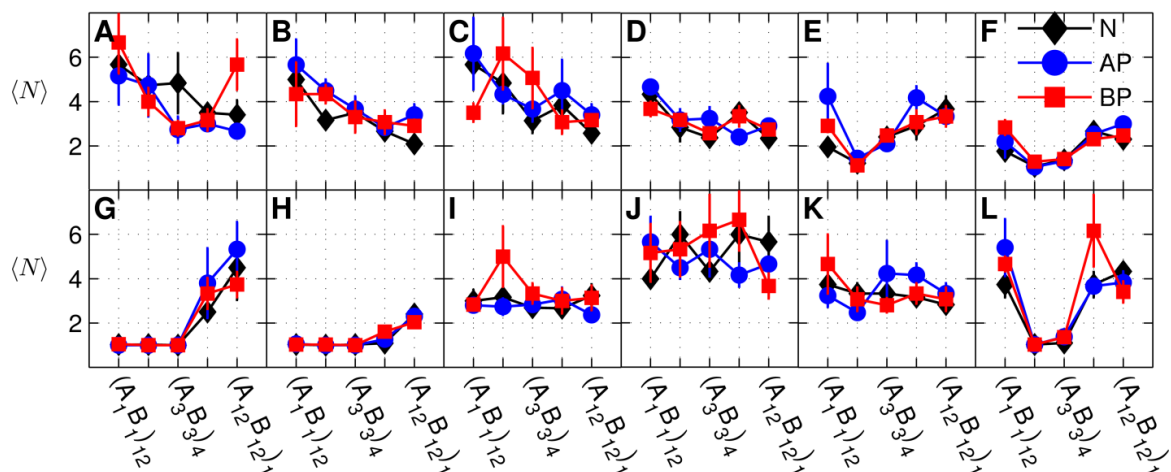 A B C D E F
N
AP
BP
⟨N⟩
6
4
2
G H I J K L
⟨N⟩
6
4
2
(A1B1)12 (A3B3)4 (A12B12)1 (A1B1)12 (A3B3)4 (A12B12)1 (A1B1)12 (A3B3)4 (A12B12)1 (A1B1)12 (A3B3)4 (A12B12)1 (A1B1)12 (A3B3)4 (A12B12)1 (A1B1)12 (A3B3)4 (A12B12)1